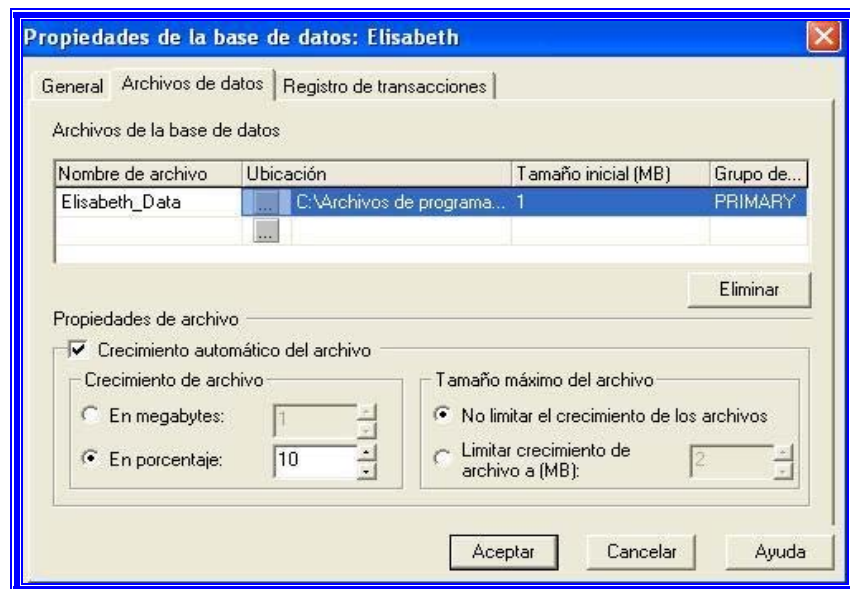 Propiedades de la base de datos: Elisabeth
General Archivos de datos Registro de transacciones
Archivos de la base de datos
Nombre de archivo Ubicación Tamaño inicial (MB) Grupo de...
Elisabeth_Data ... C:\Archivos de programa... 1 PRIMARY
...
Eliminar
Propiedades de archivo
Crecimiento automático del archivo
Crecimiento de archivo Tamaño máximo del archivo
En megabytes: 1 No limitar el crecimiento de los archivos
En porcentaje: 10 Limitar crecimiento de
archivo a (MB): 2
Aceptar Cancelar Ayuda